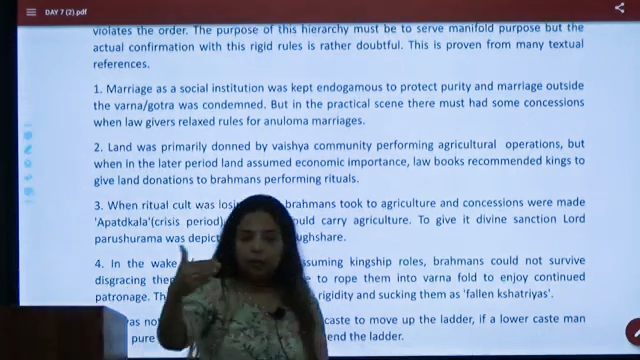 DAY 7 (2).pdf
violates the order. The purpose of this hierarchy must be to serve manifold purpose but the
actual confirmation with this rigid rules is rather doubtful. This is proven from many textual
references.
1. Marriage as a social institution was kept endogamous to protect purity and marriage outside
the varna/gotra was condemned. But in the practical scene there must had some concessions
when law givers relaxed rules for anuloma marriages.
2. Land was primarily donned by vaishya community performing agricultural operations, but
when in the later period land assumed economic importance, law books recommended kings to
give land donations to brahmans performing rituals.
3. When ritual cult was brahmans took to agriculture and concessions were made
'Apatdkala'(crisis period) could carry agriculture. To give it divine sanction Lord
parushurama was
4. In the wake kingship roles, brahmans could not survive
disgracing to rope them into varna fold to enjoy continued
patronage. rigidity and sucking them as 'fallen kshatriyas'.
caste to move up the ladder, if a lower caste man
pure the ladder.